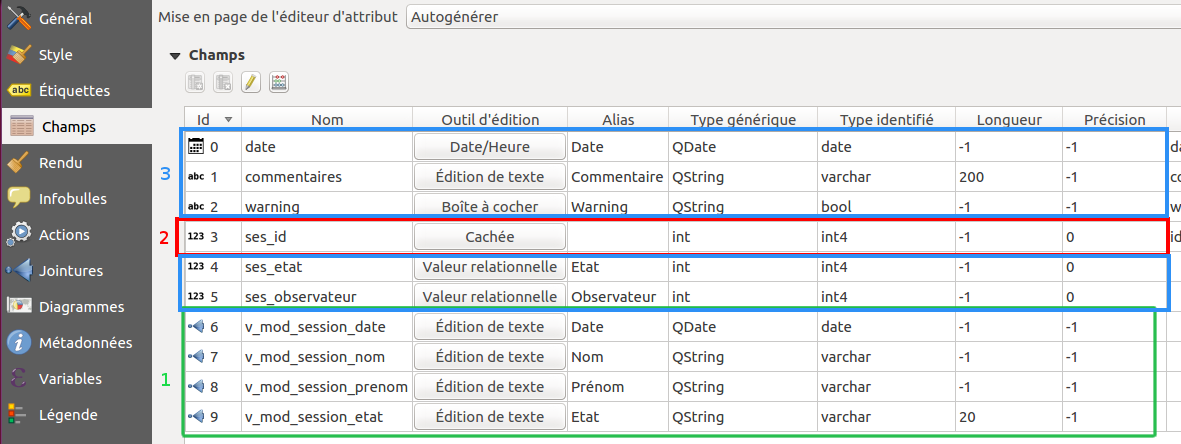 Général
Style
Étiquettes
Champs
Rendu
Infobulles
Actions
Jointures
Diagrammes
Métadonnées
Variables
Légende
Mise en page de l'éditeur d'attribut Autogénérer
Champs
Id Nom Outil d'édition Alias Type générique Type identifié Longueur Précision
3
0 date Date/Heure Date QDate date -1 -1 da
abc 1 commentaires Édition de texte Commentaire QString varchar 200 -1 co
abc 2 warning Boîte à cocher Warning QString bool -1 -1 w
2
123 3 ses_id Cachée int int4 -1 0 id
123 4 ses_etat Valeur relationnelle Etat int int4 -1 0
123 5 ses_observateur Valeur relationnelle Observateur int int4 -1 0
1
6 v_mod_session_date Édition de texte Date QDate date -1 -1
7 v_mod_session_nom Édition de texte Nom QString varchar -1 -1
8 v_mod_session_prenom Édition de texte Prénom QString varchar -1 -1
9 v_mod_session_etat Édition de texte Etat QString varchar 20 -1